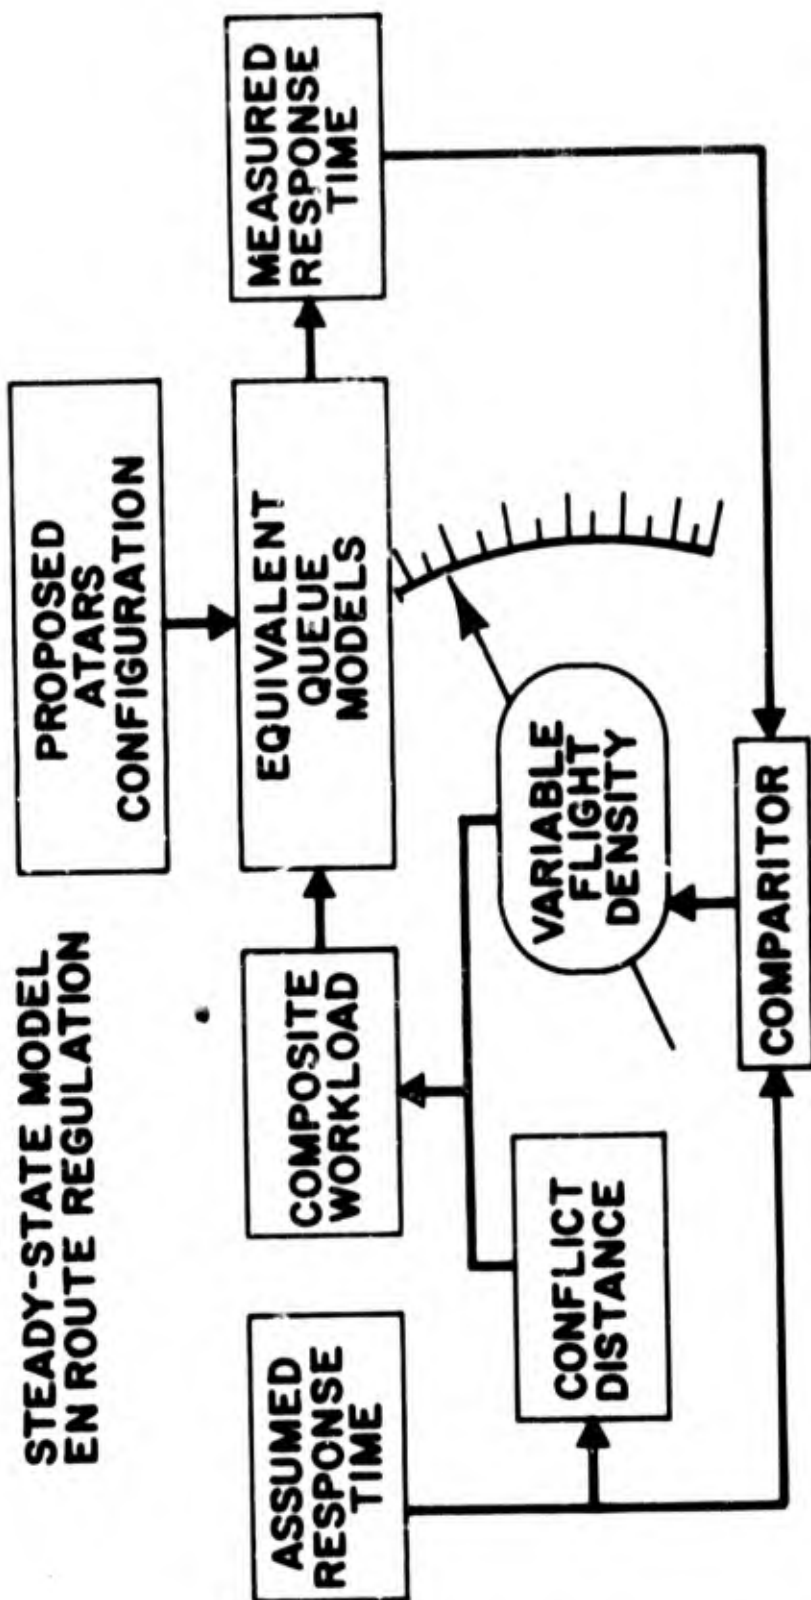 STEADY-STATE MODEL
EN ROUTE REGULATION
PROPOSED
ATARS
CONFIGURATION
ASSUMED
RESPONSE
TIME
COMPOSITE
WORKLOAD
EQUIVALENT
QUEUE
MODELS
MEASURED
RESPONSE
TIME
CONFLICT
DISTANCE
VARIABLE
FLIGHT
DENSITY
COMPARITOR